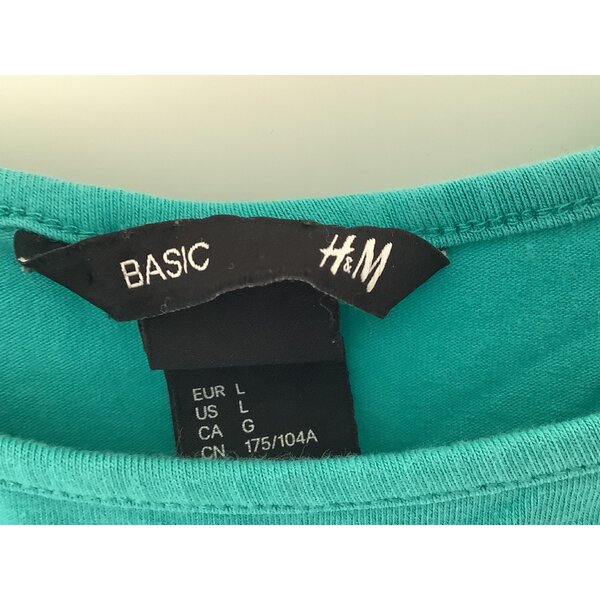 BASIC H&M
EUR L
US L
CA G
CN 175/104A